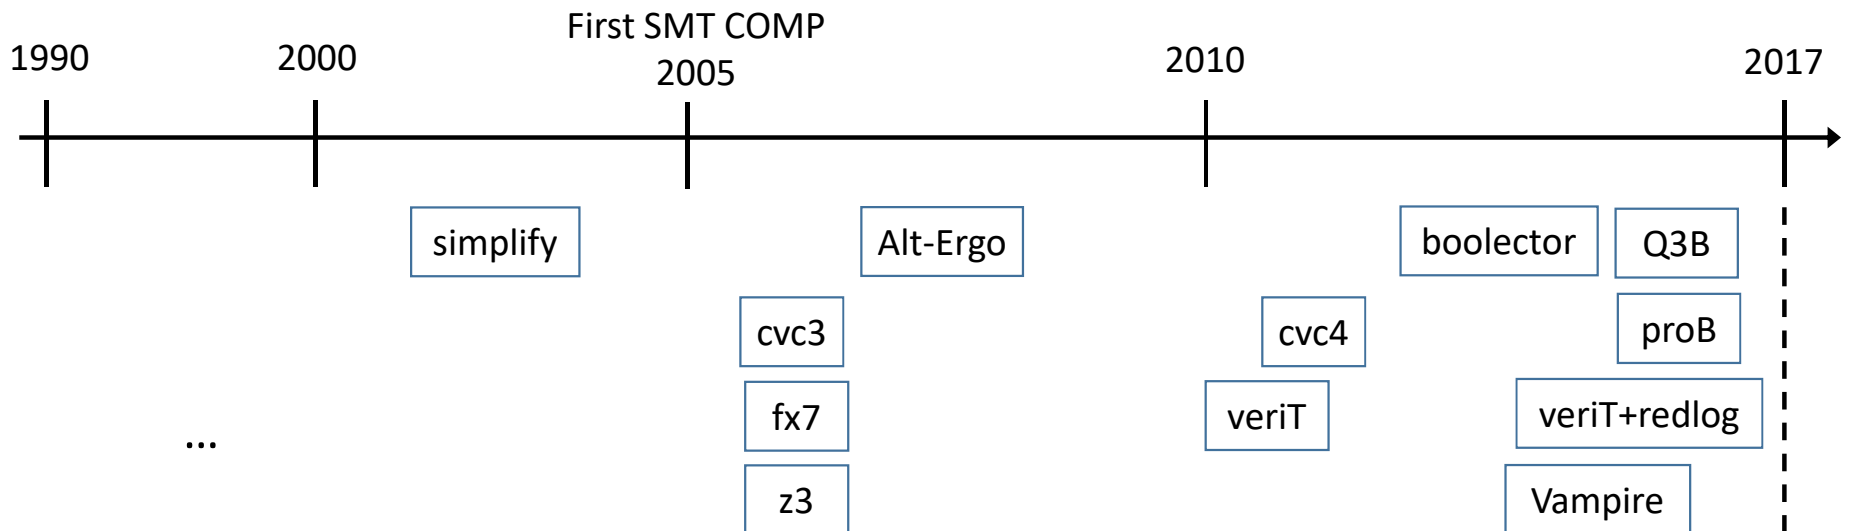 First SMT COMP
1990 2000 2005 2010 2017
simplify Alt-Ergo boolector Q3B
cvc3 cvc4 proB
fx7 veriT veriT+redlog
...
z3 Vampire